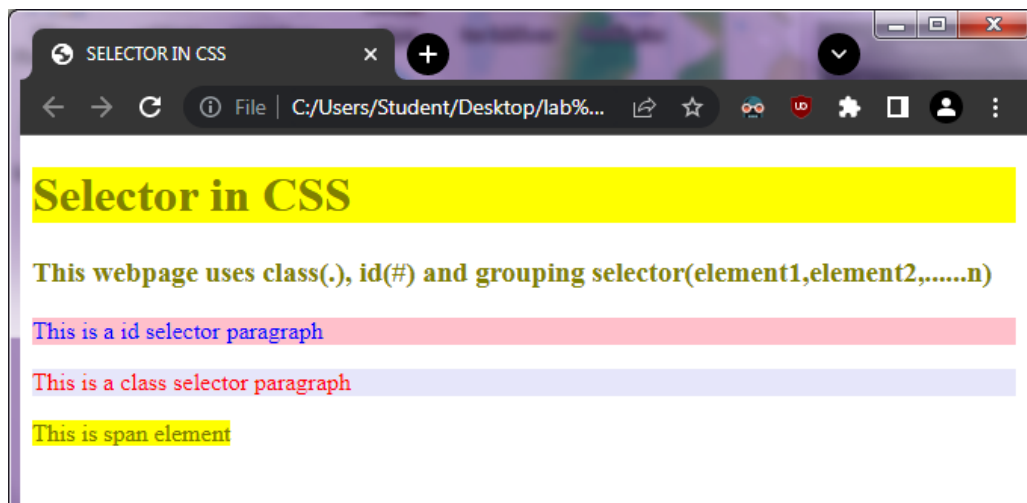 SELECTOR IN CSS
File | C:/Users/Student/Desktop/lab%...
UD
Selector in CSS
This webpage uses class(.), id(#) and grouping selector(element1,element2,......n)
This is a id selector paragraph
This is a class selector paragraph
This is span element